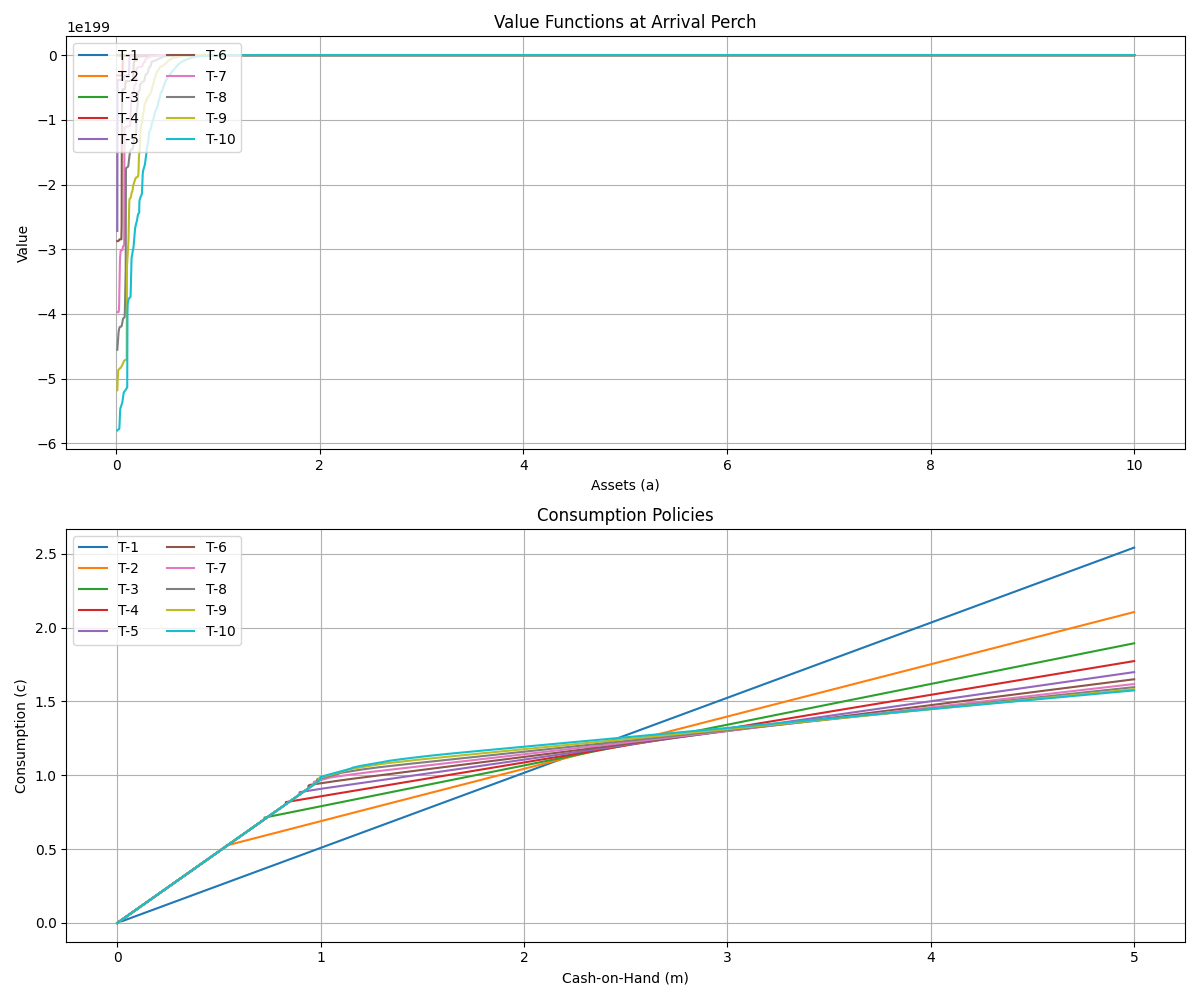 Value Functions at Arrival Perch
1e199
T-1 T-6
T-2 T-7
T-3 T-8
T-4 T-9
T-5 T-10
0
−1
−2
−3
−4
−5
−6
Value
0 2 4 6 8 10
Assets (a)
Consumption Policies
T-1 T-6
T-2 T-7
T-3 T-8
T-4 T-9
T-5 T-10
2.5
2.0
1.5
1.0
0.5
0.0
Consumption (c)
0 1 2 3 4 5
Cash-on-Hand (m)